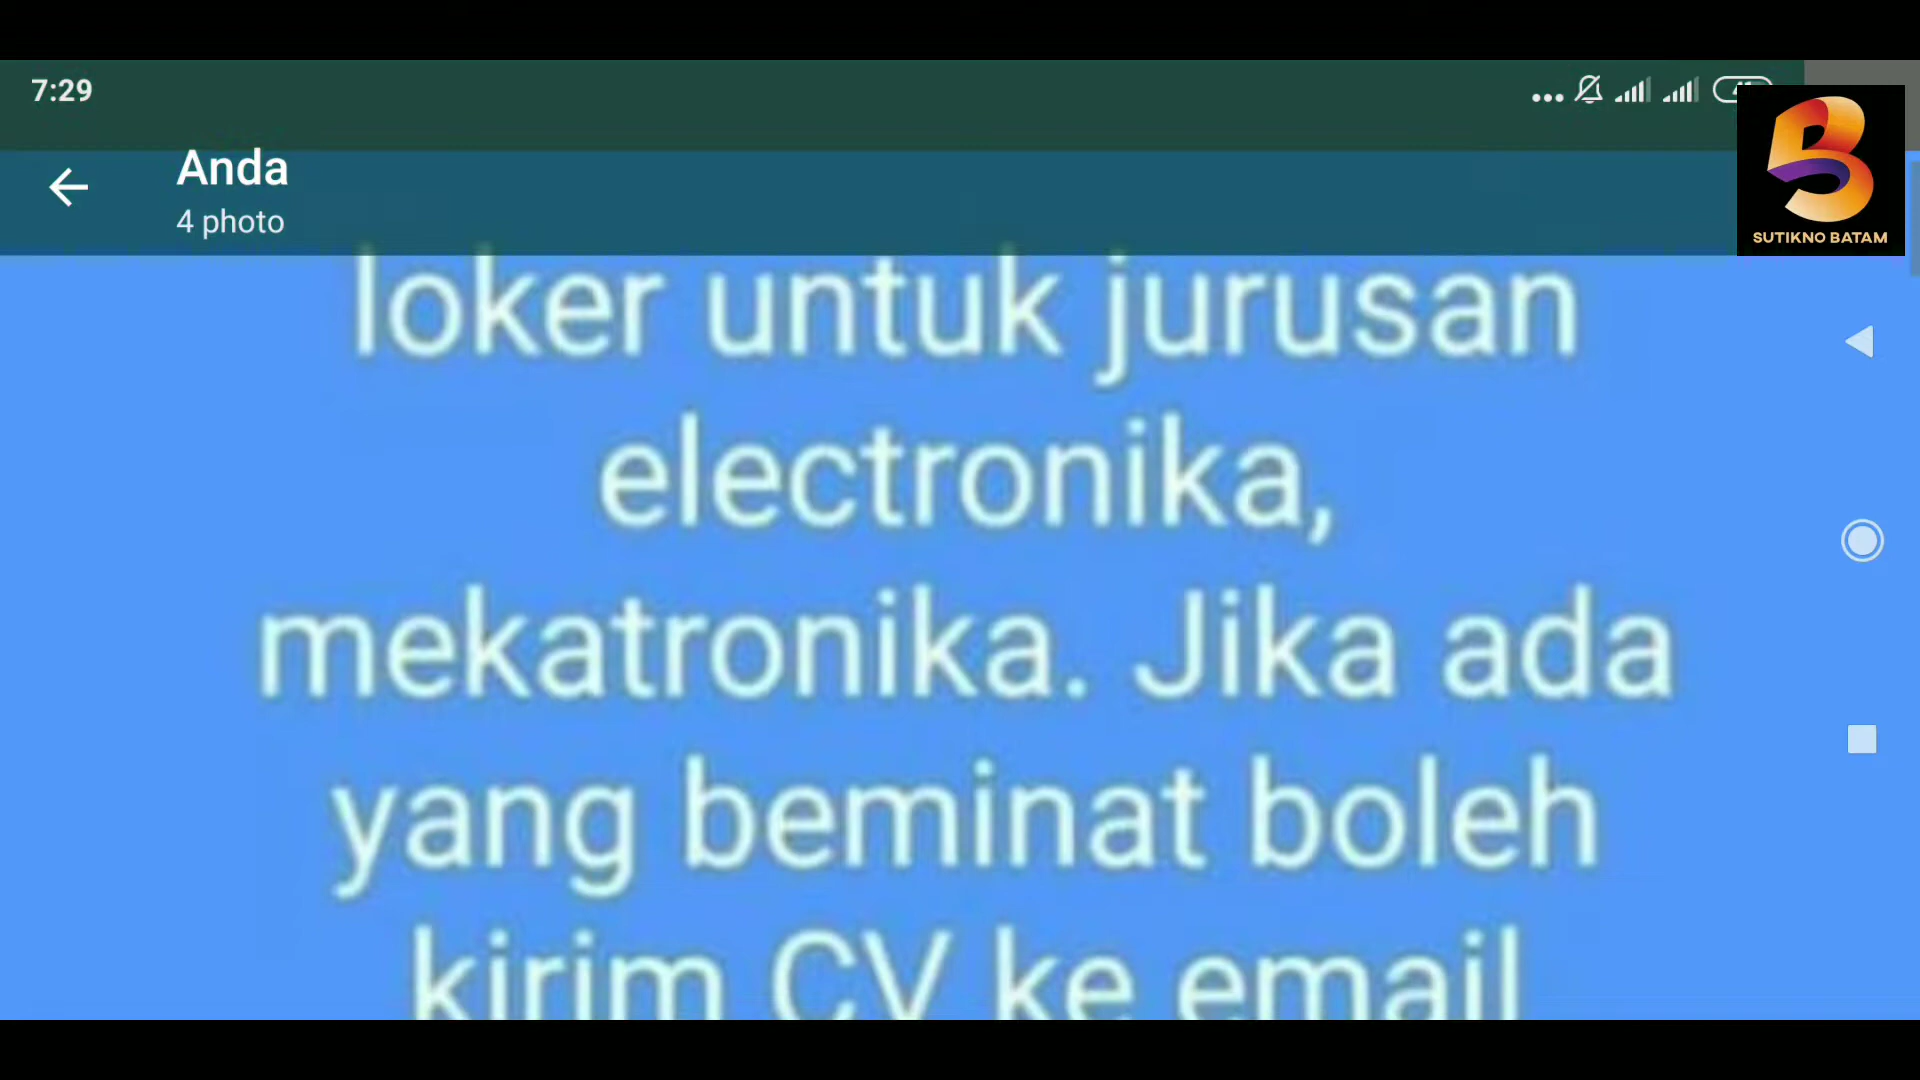 7:29
Anda
4 photo
SUTIKNO BATAM
loker untuk jurusan
electronika,
mekatronika. Jika ada
yang beminat boleh
kirim CV ke email